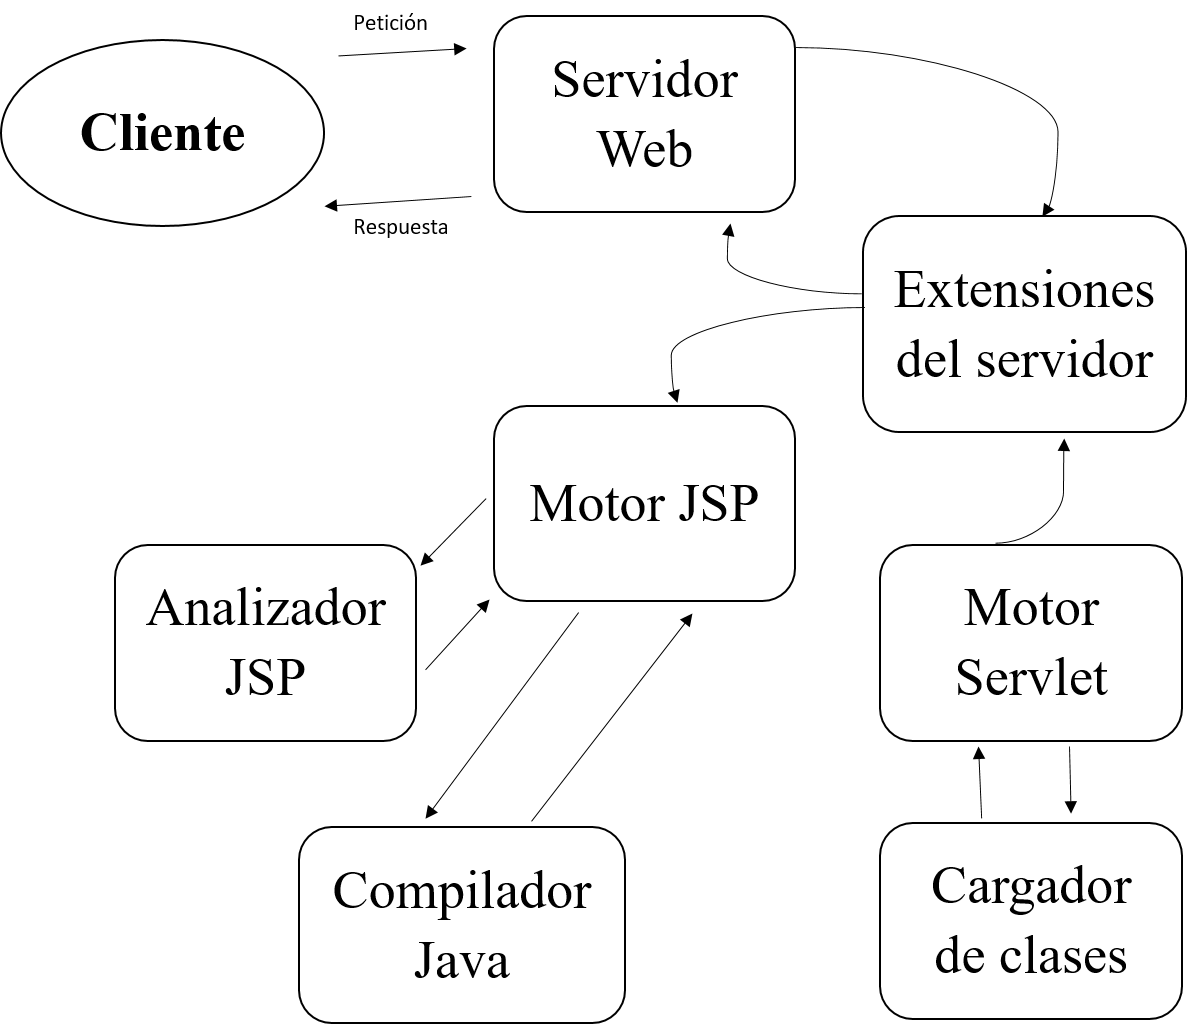 Petición
Cliente
Respuesta
Servidor
Web
Extensiones
del servidor
Motor JSP
Analizador
JSP
Motor
Servlet
Compilador
Java
Cargador
de clases